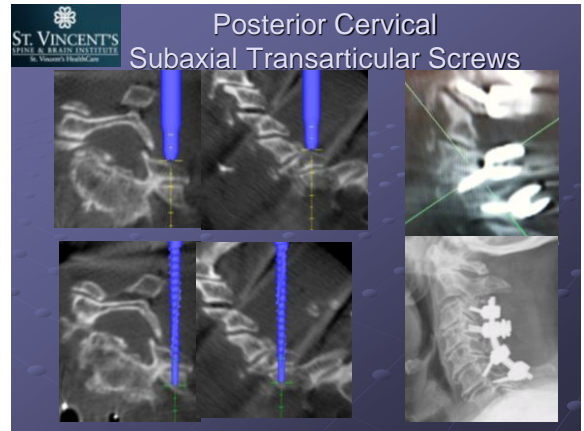 ST. VINCENT'S
SPINE & BRAIN INSTITUTE
St. Vincent's HealthCare
Posterior Cervical
Subaxial Transarticular Screws